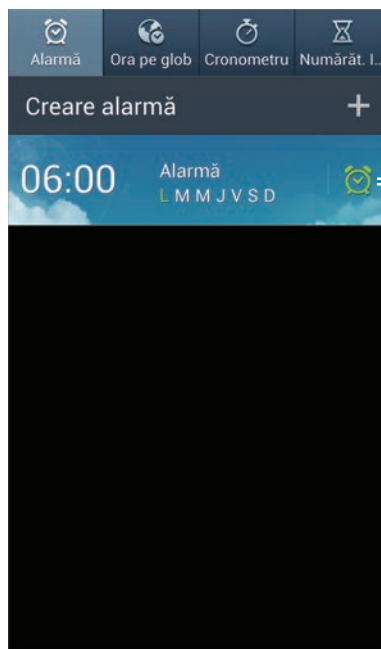 Alarmă Ora pe glob Cronometru Numărăt. î..
Creare alarmă +
06:00 Alarmă
L M M J V S D